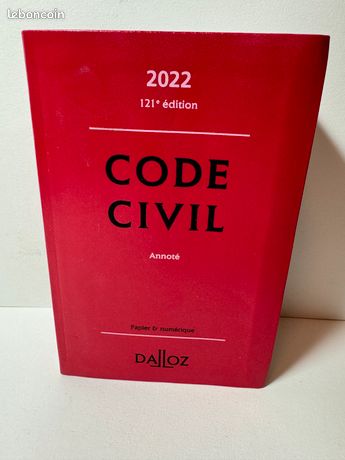 leboncoin
2022
121e édition
CODE
CIVIL
Annoté
Papier & numérique
DALLOZ